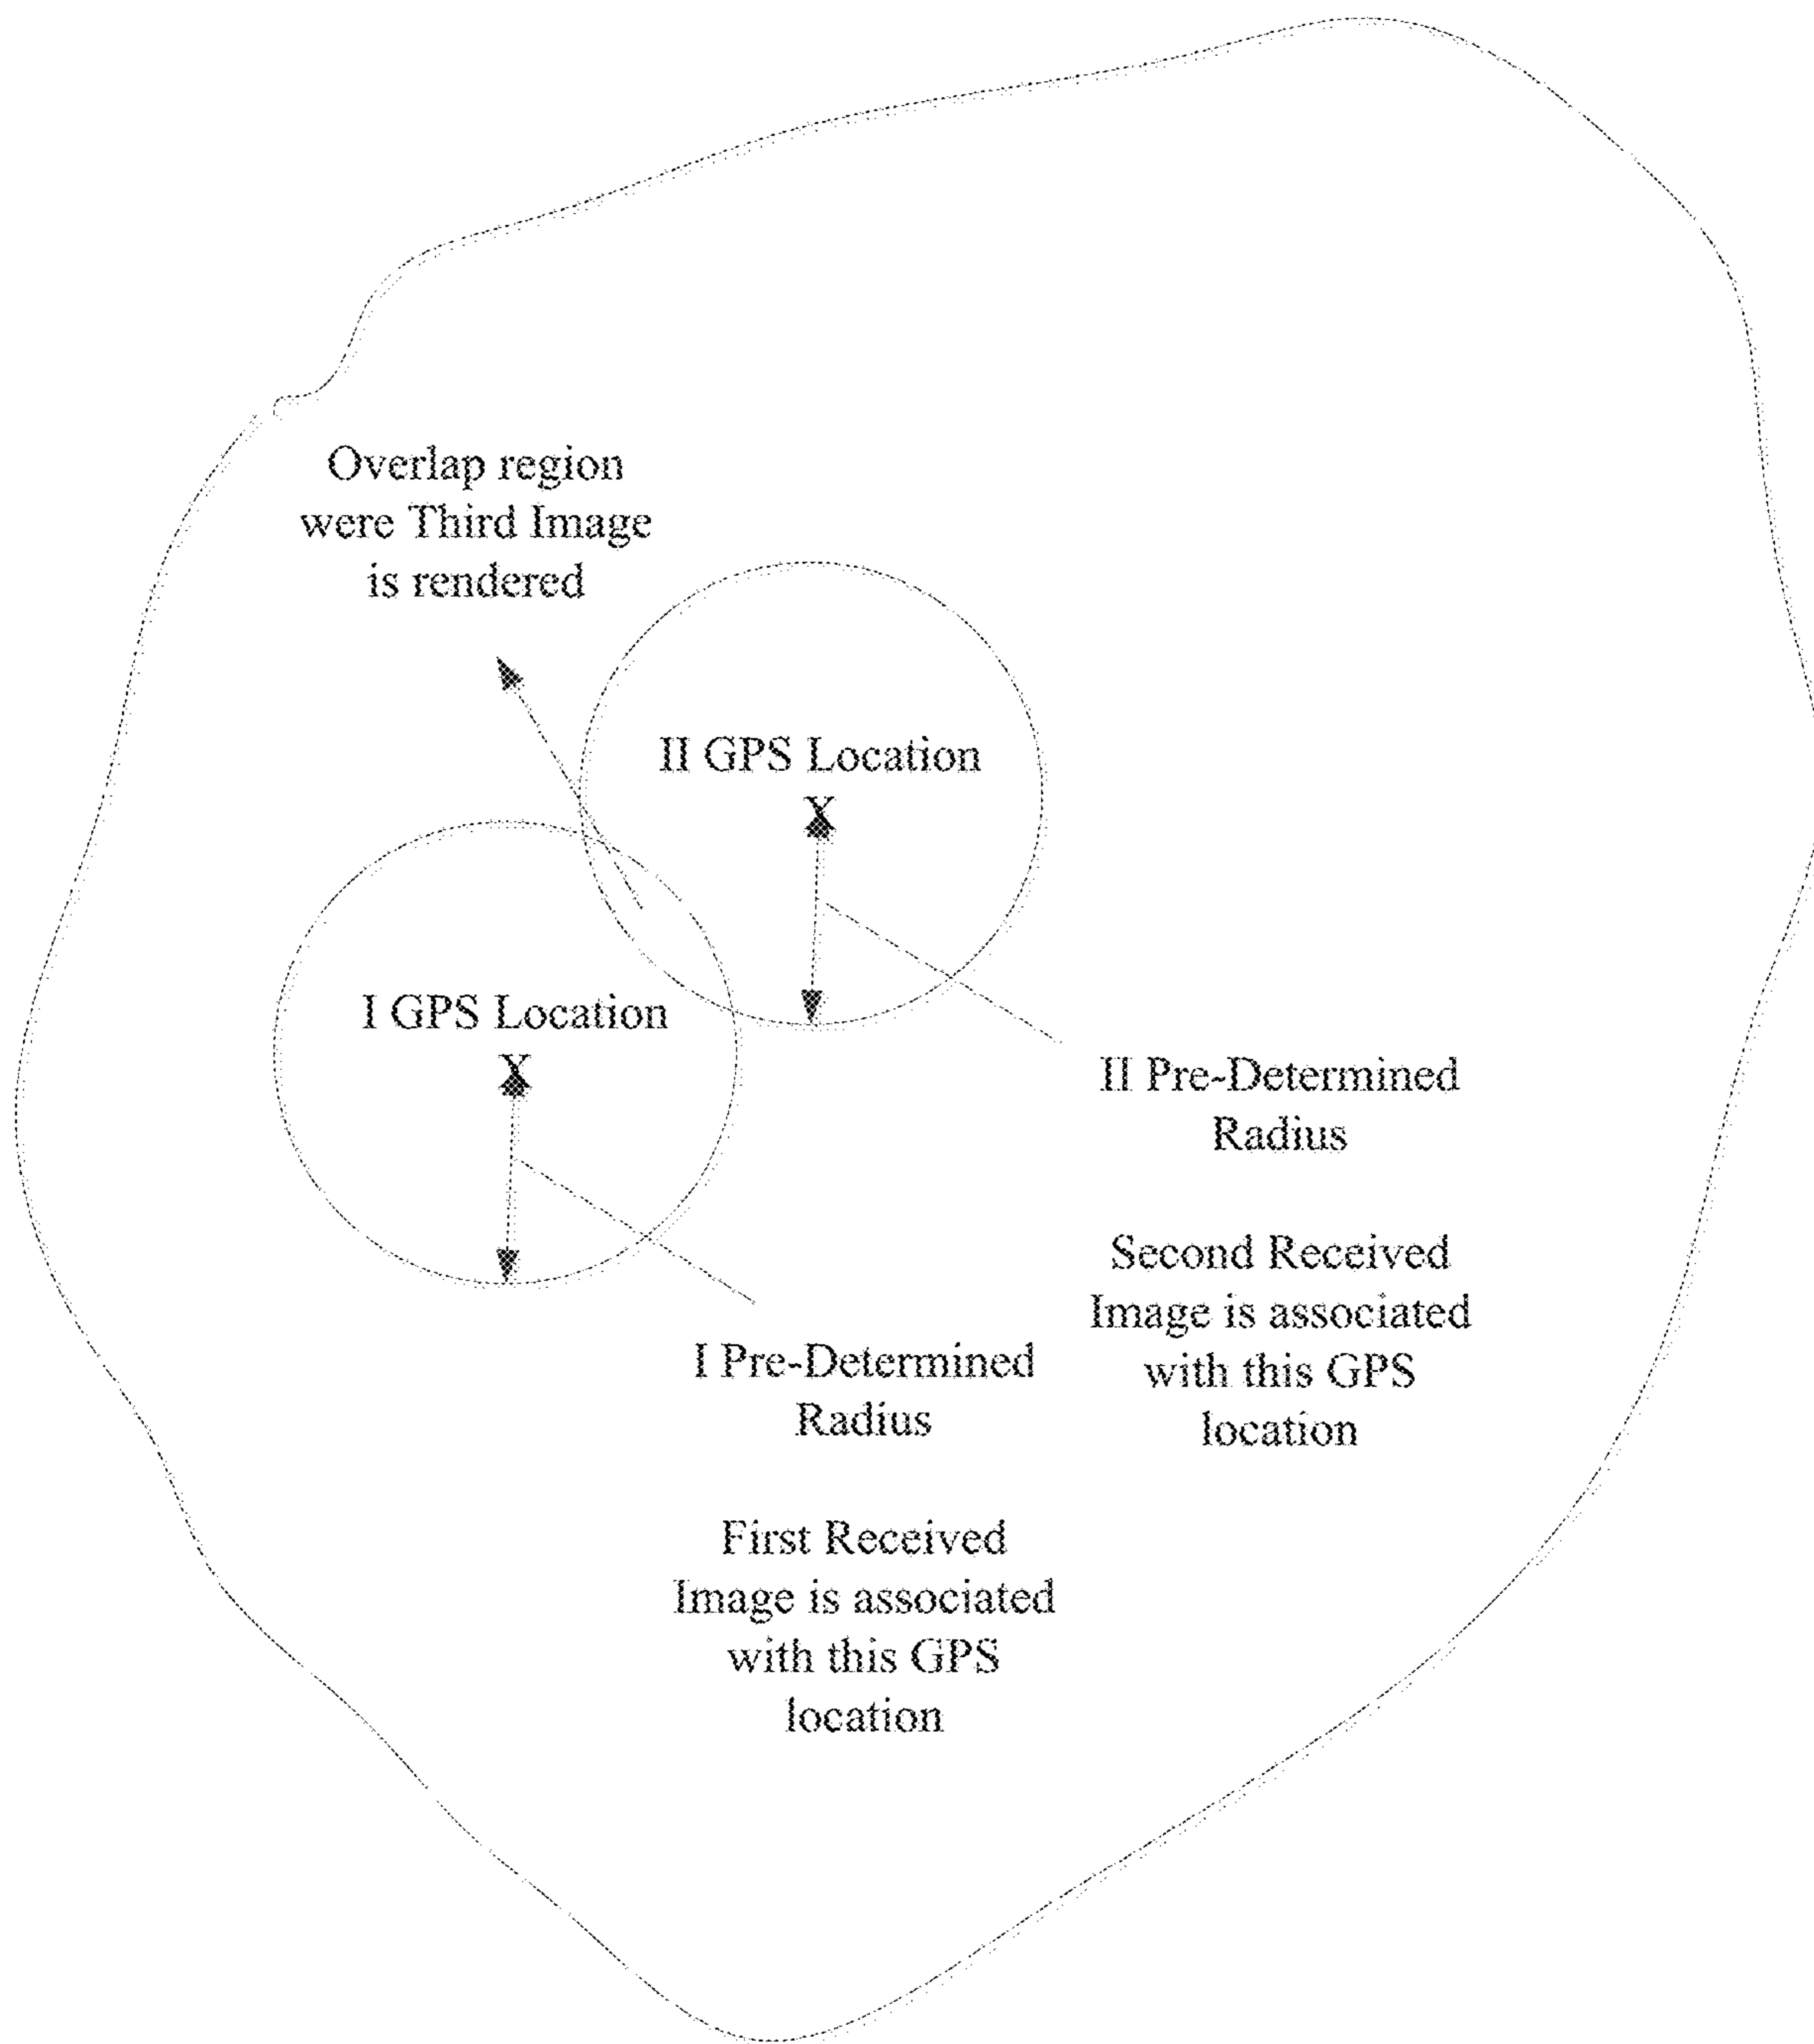 Overlap region
were Third Image
is rendered
II GPS Location
X
I GPS Location
X
II Pre-Determined
Radius
Second Received
Image is associated
with this GPS
location
I Pre-Determined
Radius
First Received
Image is associated
with this GPS
location